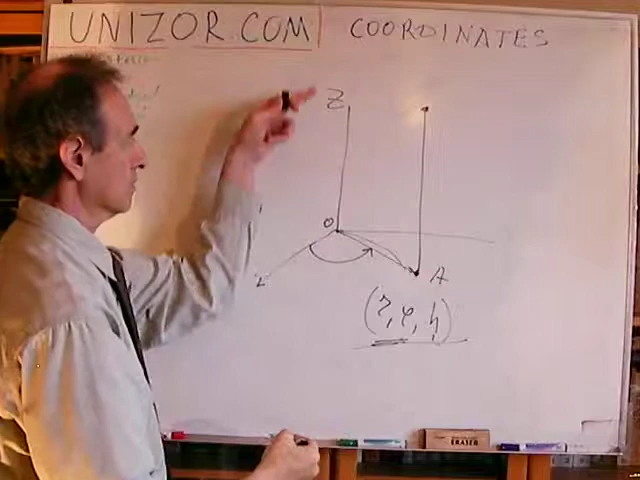 UNIZOR.COM
COORDINATES
Z
O
A
(r, φ, h)
ERASER